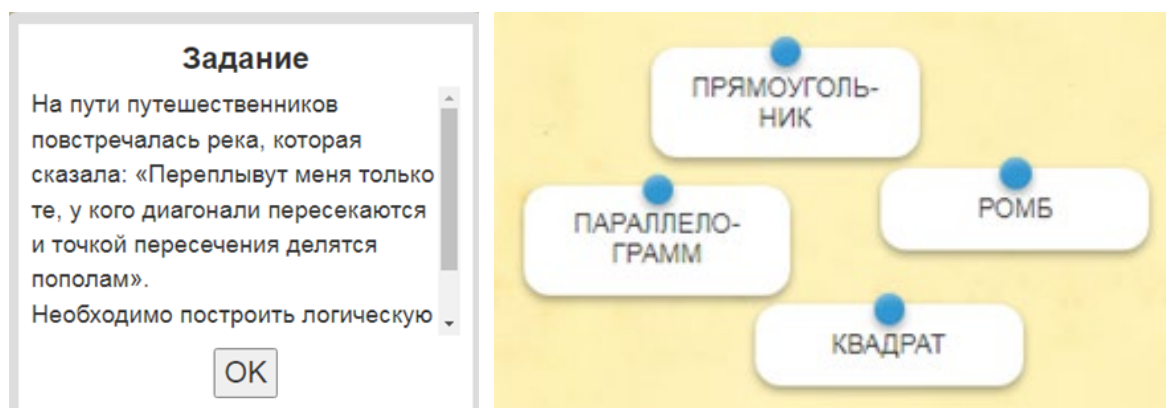 Задание
На пути путешественников
повстречалась река, которая
сказала: «Переплывут меня только
те, у кого диагонали пересекаются
и точкой пересечения делятся
пополам».
Необходимо построить логическую
OK
ПРЯМОУГОЛЬ-
НИК
ПАРАЛЛЕЛО-
ГРАММ
РОМБ
КВАДРАТ